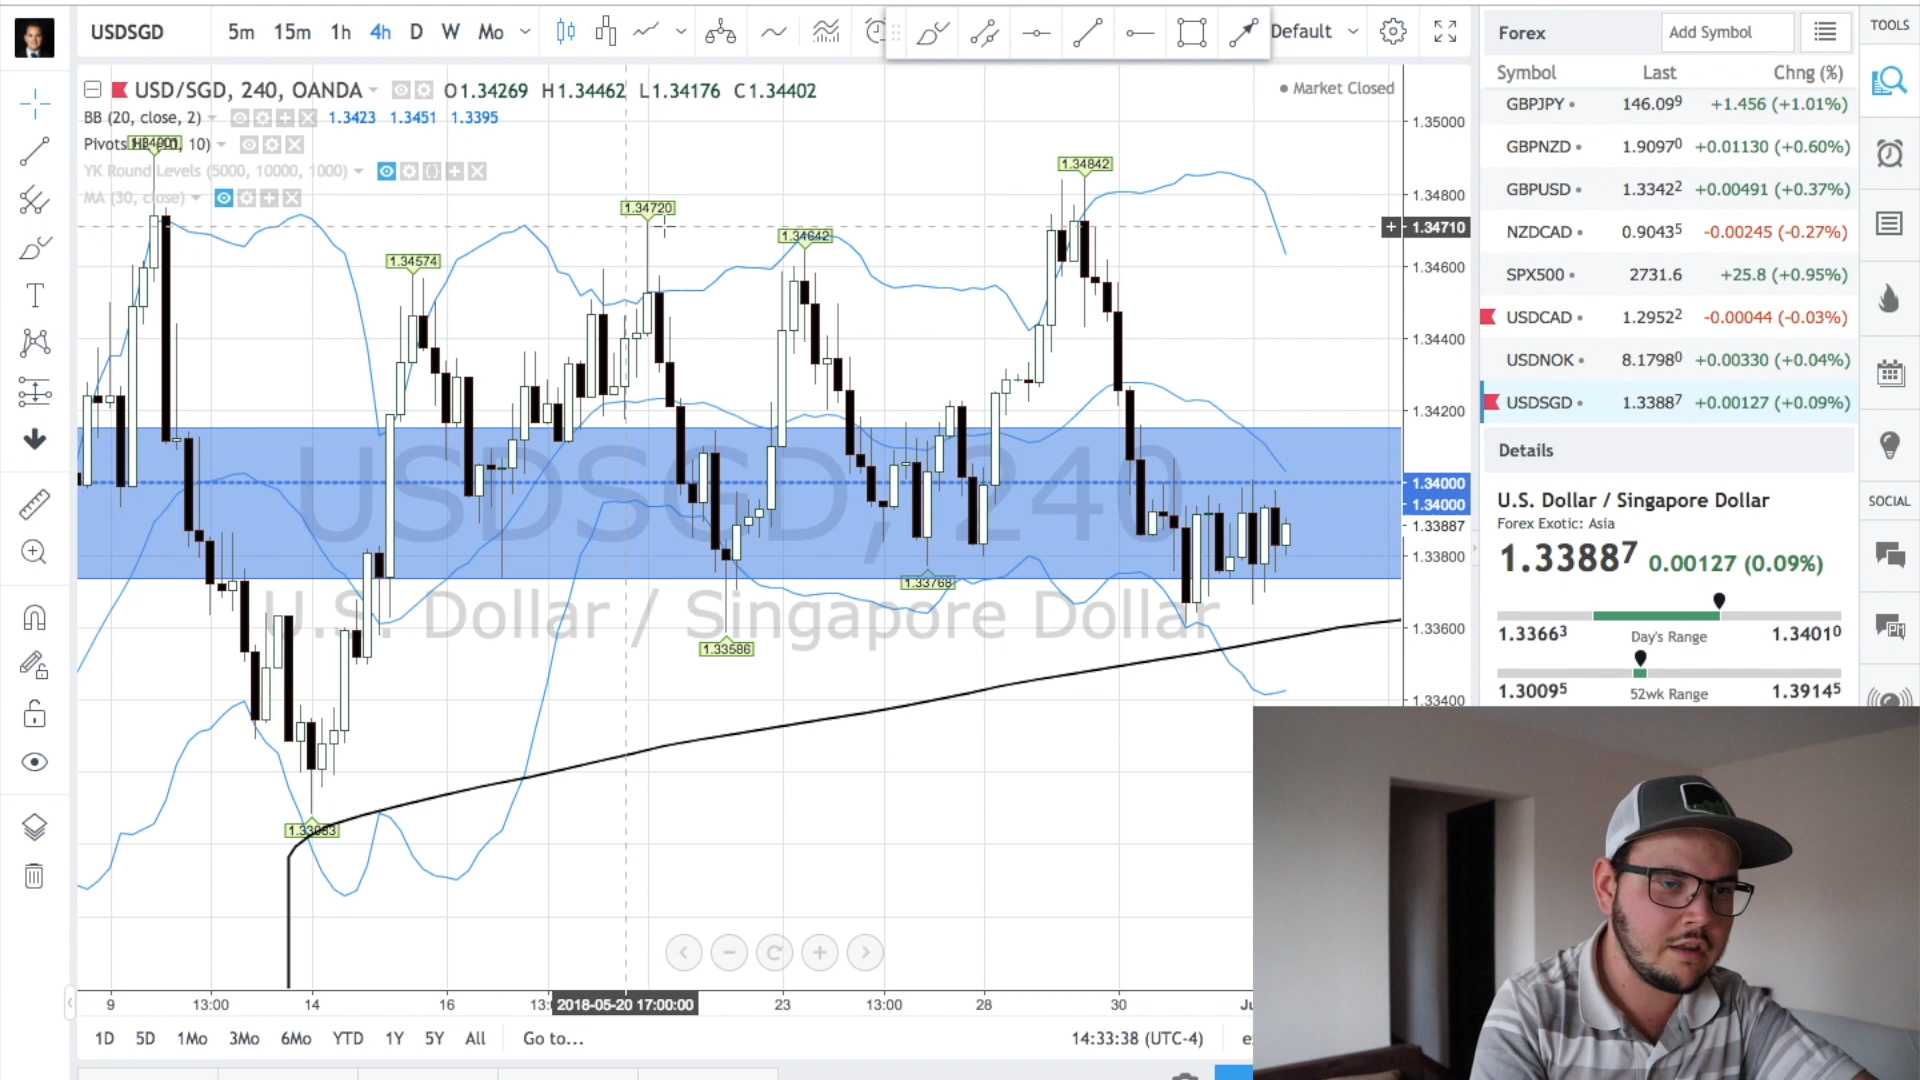 USDSGD 5m 15m 1h 4h D W Mo Default
USD/SGD, 240, OANDA O1.34269 H1.34462 L1.34176 C1.34402
Market Closed
BB (20, close, 2) 1.3423 1.3451 1.3395
Pivots 10)
YK Round Levels (5000, 10000, 1000)
MA (30, close)
1.34842
1.34720
1.34642
1.34574
1.33768
1.33586
USDSGD, 240
U.S. Dollar / Singapore Dollar
1.35000
1.34800
1.34710
1.34600
1.34400
1.34200
1.34000
1.34000
1.33887
1.33800
1.33600
1.33400
9 13:00 14 16 2018-05-20 17:00:00 23 13:00 28 30
1D 5D 1Mo 3Mo 6Mo YTD 1Y 5Y All Go to... 14:33:38 (UTC-4)
Forex Add Symbol
Symbol Last Chng (%)
GBPJPY 146.099 +1.456 (+1.01%)
GBPNZD 1.90970 +0.01130 (+0.60%)
GBPUSD 1.33422 +0.00491 (+0.37%)
NZDCAD 0.90435 -0.00245 (-0.27%)
SPX500 2731.6 +25.8 (+0.95%)
USDCAD 1.29522 -0.00044 (-0.03%)
USDNOK 8.17980 +0.00330 (+0.04%)
USDSGD 1.33887 +0.00127 (+0.09%)
Details
U.S. Dollar / Singapore Dollar
Forex Exotic: Asia
1.33887 0.00127 (0.09%)
1.33663 Day's Range 1.34010
1.30095 52wk Range 1.39145
TOOLS
SOCIAL
PM